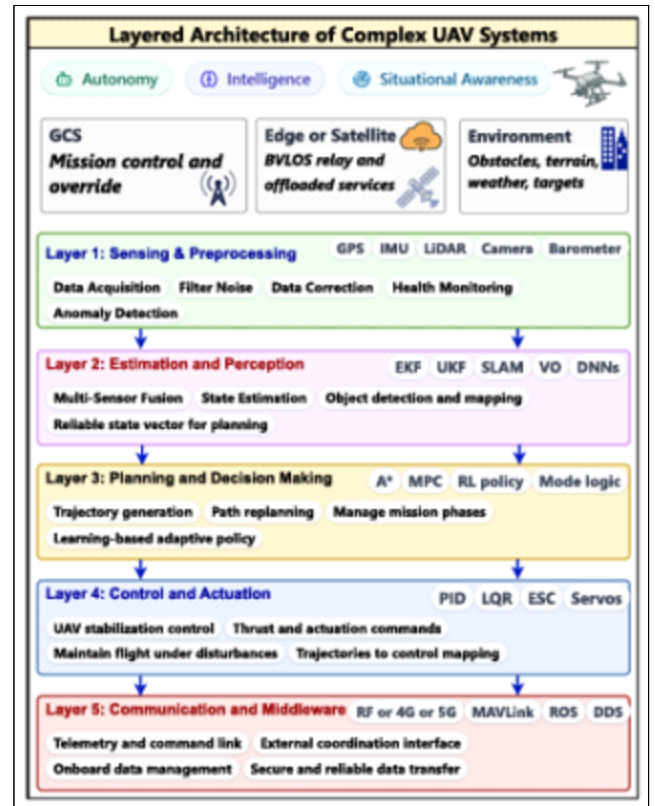 Layered Architecture of Complex UAV Systems
Autonomy
Intelligence
Situational Awareness
GCS
Mission control and
override
Edge or Satellite
BVLOS relay and
offloaded services
Environment
Obstacles, terrain,
weather, targets
Layer 1: Sensing & Preprocessing
GPS IMU LiDAR Camera Barometer
Data Acquisition Filter Noise Data Correction Health Monitoring
Anomaly Detection
Layer 2: Estimation and Perception
EKF UKF SLAM VO DNNs
Multi-Sensor Fusion State Estimation Object detection and mapping
Reliable state vector for planning
Layer 3: Planning and Decision Making
A* MPC RL policy Mode logic
Trajectory generation Path replanning Manage mission phases
Learning-based adaptive policy
Layer 4: Control and Actuation
PID LQR ESC Servos
UAV stabilization control Thrust and actuation commands
Maintain flight under disturbances Trajectories to control mapping
Layer 5: Communication and Middleware
RF or 4G or 5G MAVLink ROS DDS
Telemetry and command link External coordination interface
Onboard data management Secure and reliable data transfer